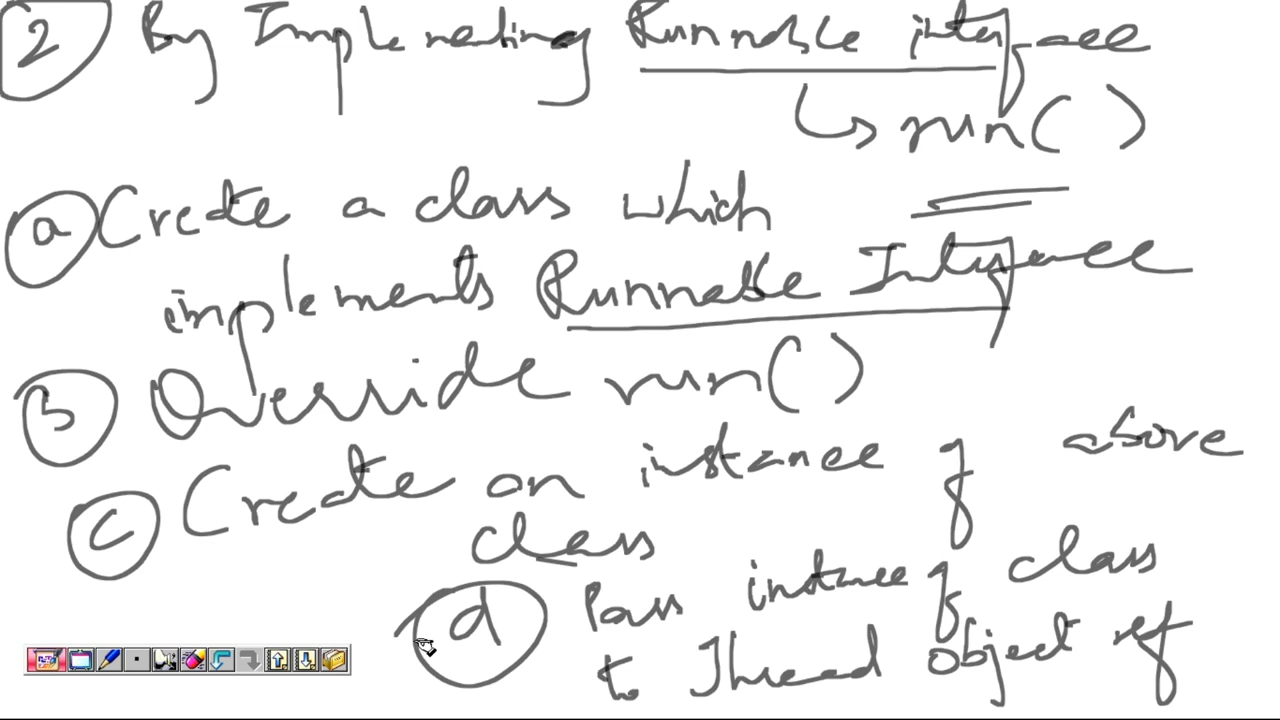 2 By Implementing Runnable interface
↳ run()
a Create a class which
implements Runnable Interface
b Override run()
c Create an instance of above
class
d Pass instance of class
to Thread Object ref